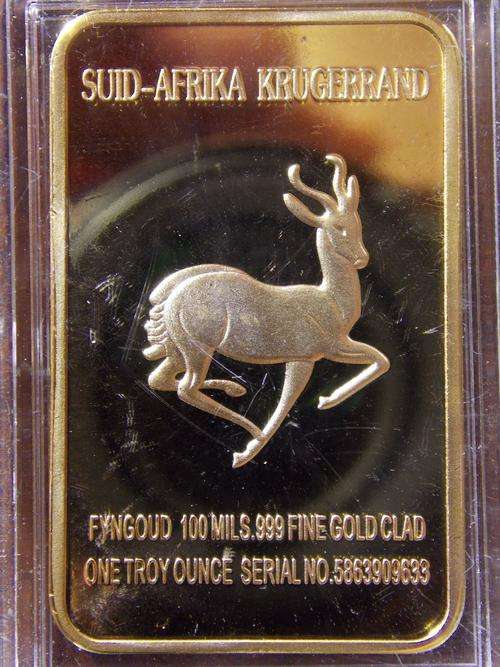 SUID-AFRIKA KRUGERRAND
FYNGOUD 100 MILS.999 FINE GOLD CLAD
ONE TROY OUNCE SERIAL NO.5863909633